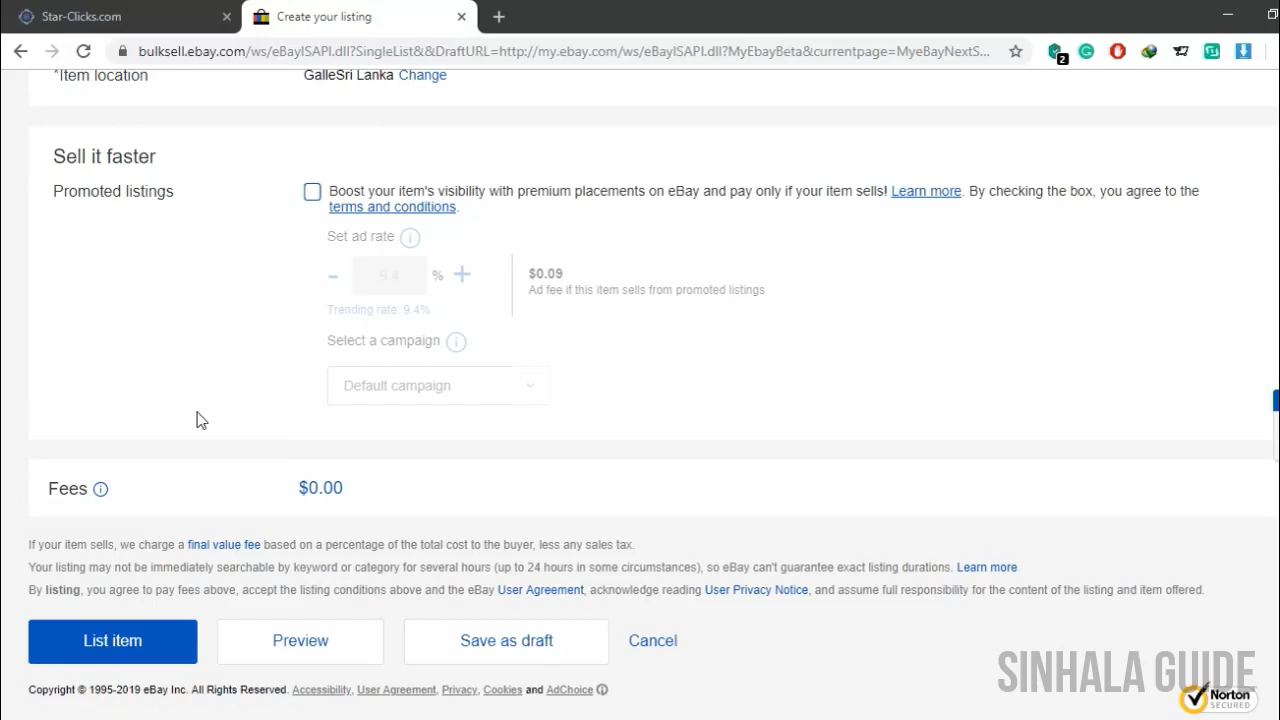 Star-Clicks.com
Create your listing
bulksell.ebay.com/ws/eBayISAPI.dll?SingleList&&DraftURL=http://my.ebay.com/ws/eBayISAPI.dll?MyEbayBeta&currentpage=MyeBayNextS...
2
*Item location GalleSri Lanka Change
Sell it faster
Promoted listings Boost your item's visibility with premium placements on eBay and pay only if your item sells! Learn more. By checking the box, you agree to the
terms and conditions.
Set ad rate
- 9.4 % + $0.09
Ad fee if this item sells from promoted listings
Trending rate: 9.4%
Select a campaign
Default campaign
Fees $0.00
If your item sells, we charge a final value fee based on a percentage of the total cost to the buyer, less any sales tax.
Your listing may not be immediately searchable by keyword or category for several hours (up to 24 hours in some circumstances), so eBay can't guarantee exact listing durations. Learn more
By listing, you agree to pay fees above, accept the listing conditions above and the eBay User Agreement, acknowledge reading User Privacy Notice, and assume full responsibility for the content of the listing and item offered.
List item Preview Save as draft Cancel
SINHALA GUIDE
Copyright © 1995-2019 eBay Inc. All Rights Reserved. Accessibility, User Agreement, Privacy, Cookies and AdChoice
Norton
SECURED